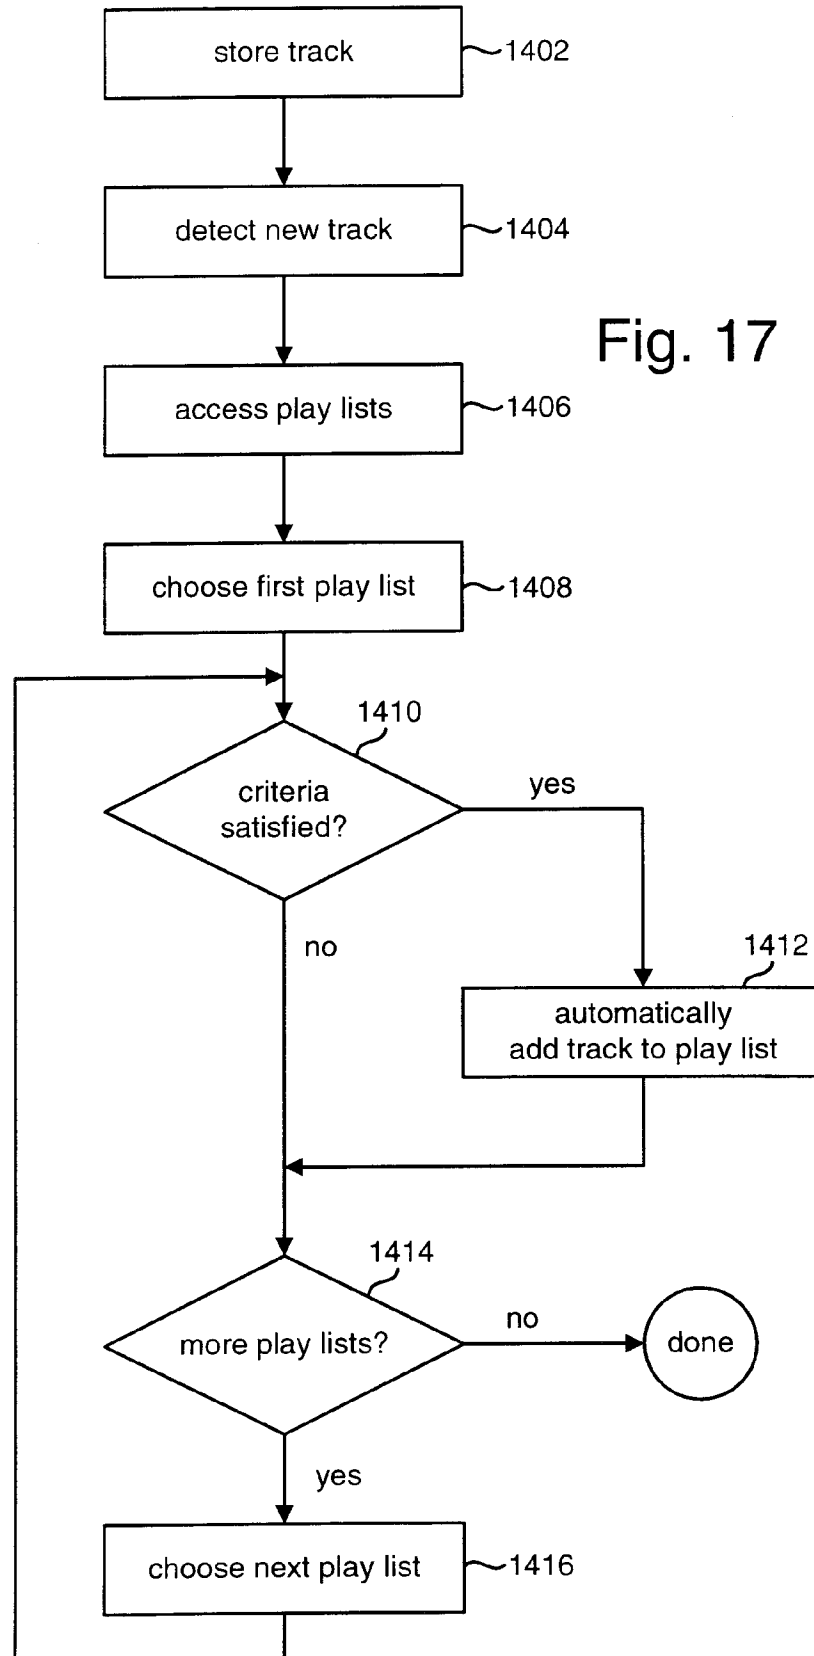 store track
1402
detect new track
1404
Fig. 17
access play lists
1406
choose first play list
1408
1410
criteria
satisfied?
yes
no
1412
automatically
add track to play list
1414
more play lists?
no
done
yes
choose next play list
1416